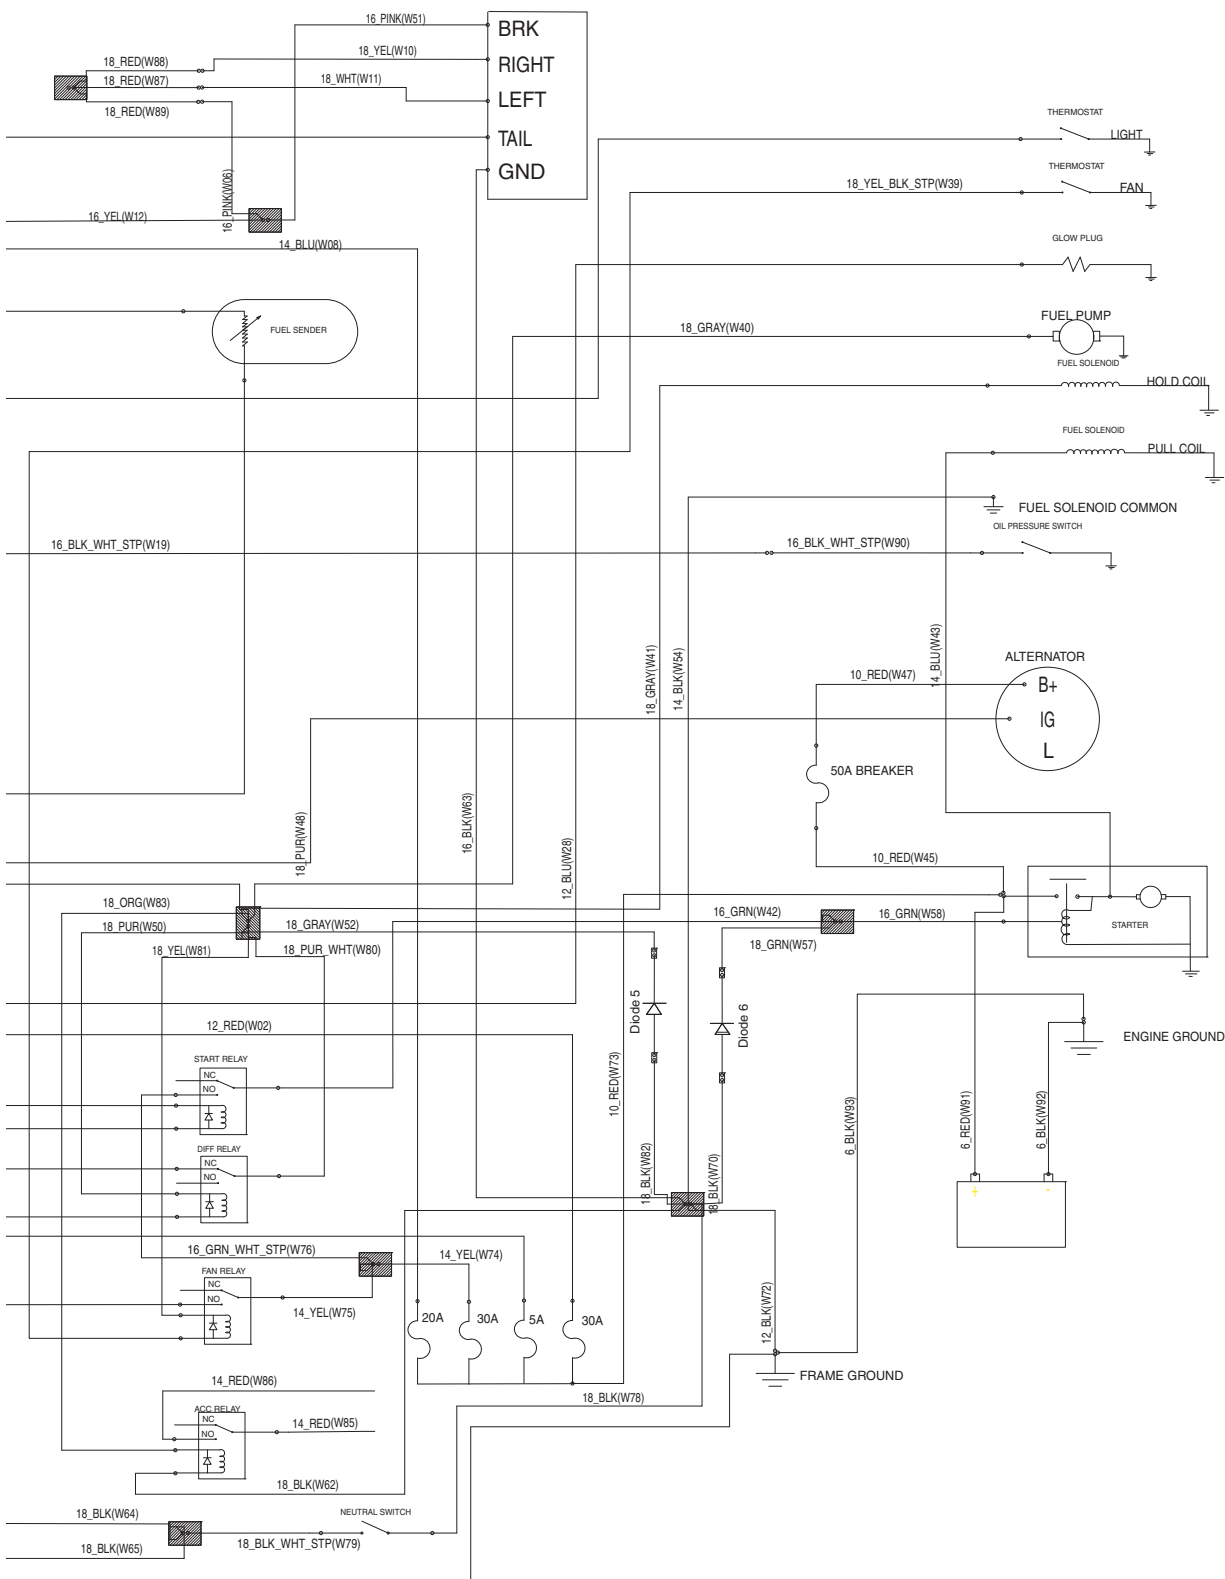 16_PINK(W51)
BRK
18_YEL(W10)
RIGHT
18_RED(W88)
18_RED(W87)
18_WHT(W11)
LEFT
18_RED(W89)
THERMOSTAT
LIGHT
TAIL
GND
THERMOSTAT
18_YEL_BLK_STP(W39)
FAN
16_PINK(W06)
16_YEL(W12)
14_BLU(W08)
GLOW PLUG
FUEL SENDER
18_GRAY(W40)
FUEL PUMP
FUEL SOLENOID
HOLD COIL
FUEL SOLENOID
PULL COIL
FUEL SOLENOID COMMON
OIL PRESSURE SWITCH
16_BLK_WHT_STP(W19)
16_BLK_WHT_STP(W90)
18_GRAY(W41)
14_BLK(W54)
14_BLU(W43)
ALTERNATOR
10_RED(W47)
B+
IG
L
50A BREAKER
18_PUR(W48)
16_BLK(W63)
12_BLU(W28)
10_RED(W45)
18_ORG(W83)
18_PUR(W50)
18_GRAY(W52)
16_GRN(W42)
16_GRN(W58)
STARTER
18_YEL(W81)
18_PUR_WHT(W80)
18_GRN(W57)
Diode 5
Diode 6
12_RED(W02)
ENGINE GROUND
START RELAY
NC
NO
10_RED(W73)
6_BLK(W93)
6_RED(W91)
6_BLK(W92)
DIFF RELAY
NC
NO
18_BLK(W82)
18_BLK(W70)
+
-
16_GRN_WHT_STP(W76)
14_YEL(W74)
FAN RELAY
NC
NO
14_YEL(W75)
20A
30A
5A
30A
12_BLK(W72)
FRAME GROUND
14_RED(W86)
18_BLK(W78)
ACC RELAY
NC
NO
14_RED(W85)
18_BLK(W62)
18_BLK(W64)
NEUTRAL SWITCH
18_BLK(W65)
18_BLK_WHT_STP(W79)